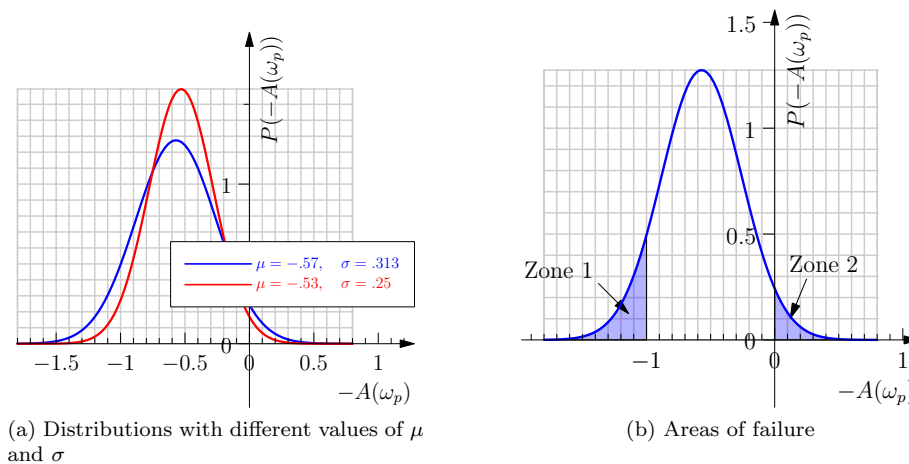 P(−A(ω_p))
1
0
−1.5 −1 −0.5 0 0.5 1
−A(ω_p)
μ = −.57, σ = .313
μ = −.53, σ = .25
(a) Distributions with different values of μ
and σ
1.5
P(−A(ω_p))
1
0.5
0
Zone 1
Zone 2
−1 0 1
−A(ω_p)
(b) Areas of failure